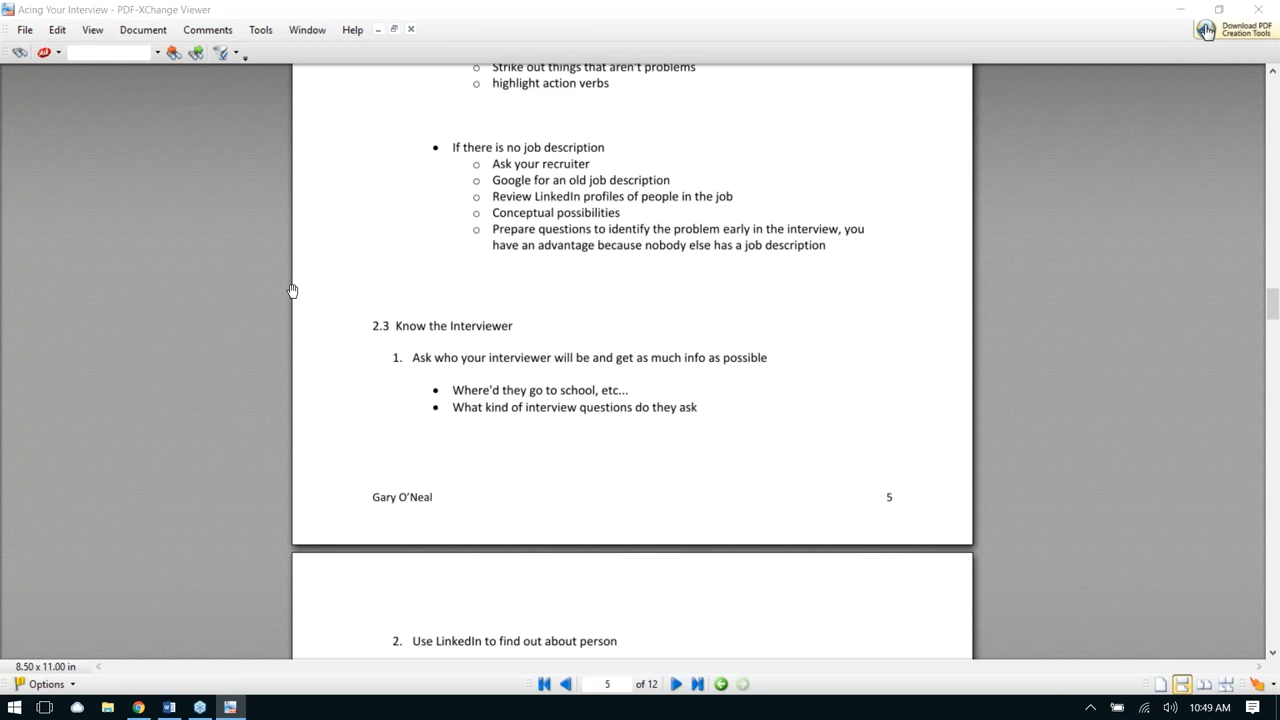 Acing Your Interview - PDF-XChange Viewer
File Edit View Document Comments Tools Window Help
Download PDF
Creation Tools
o Strike out things that aren't problems
o highlight action verbs
• If there is no job description
o Ask your recruiter
o Google for an old job description
o Review LinkedIn profiles of people in the job
o Conceptual possibilities
o Prepare questions to identify the problem early in the interview, you
have an advantage because nobody else has a job description
2.3 Know the Interviewer
1. Ask who your interviewer will be and get as much info as possible
• Where'd they go to school, etc...
• What kind of interview questions do they ask
Gary O'Neal 5
2. Use LinkedIn to find out about person
8.50 x 11.00 in
Options 5 of 12
10:49 AM